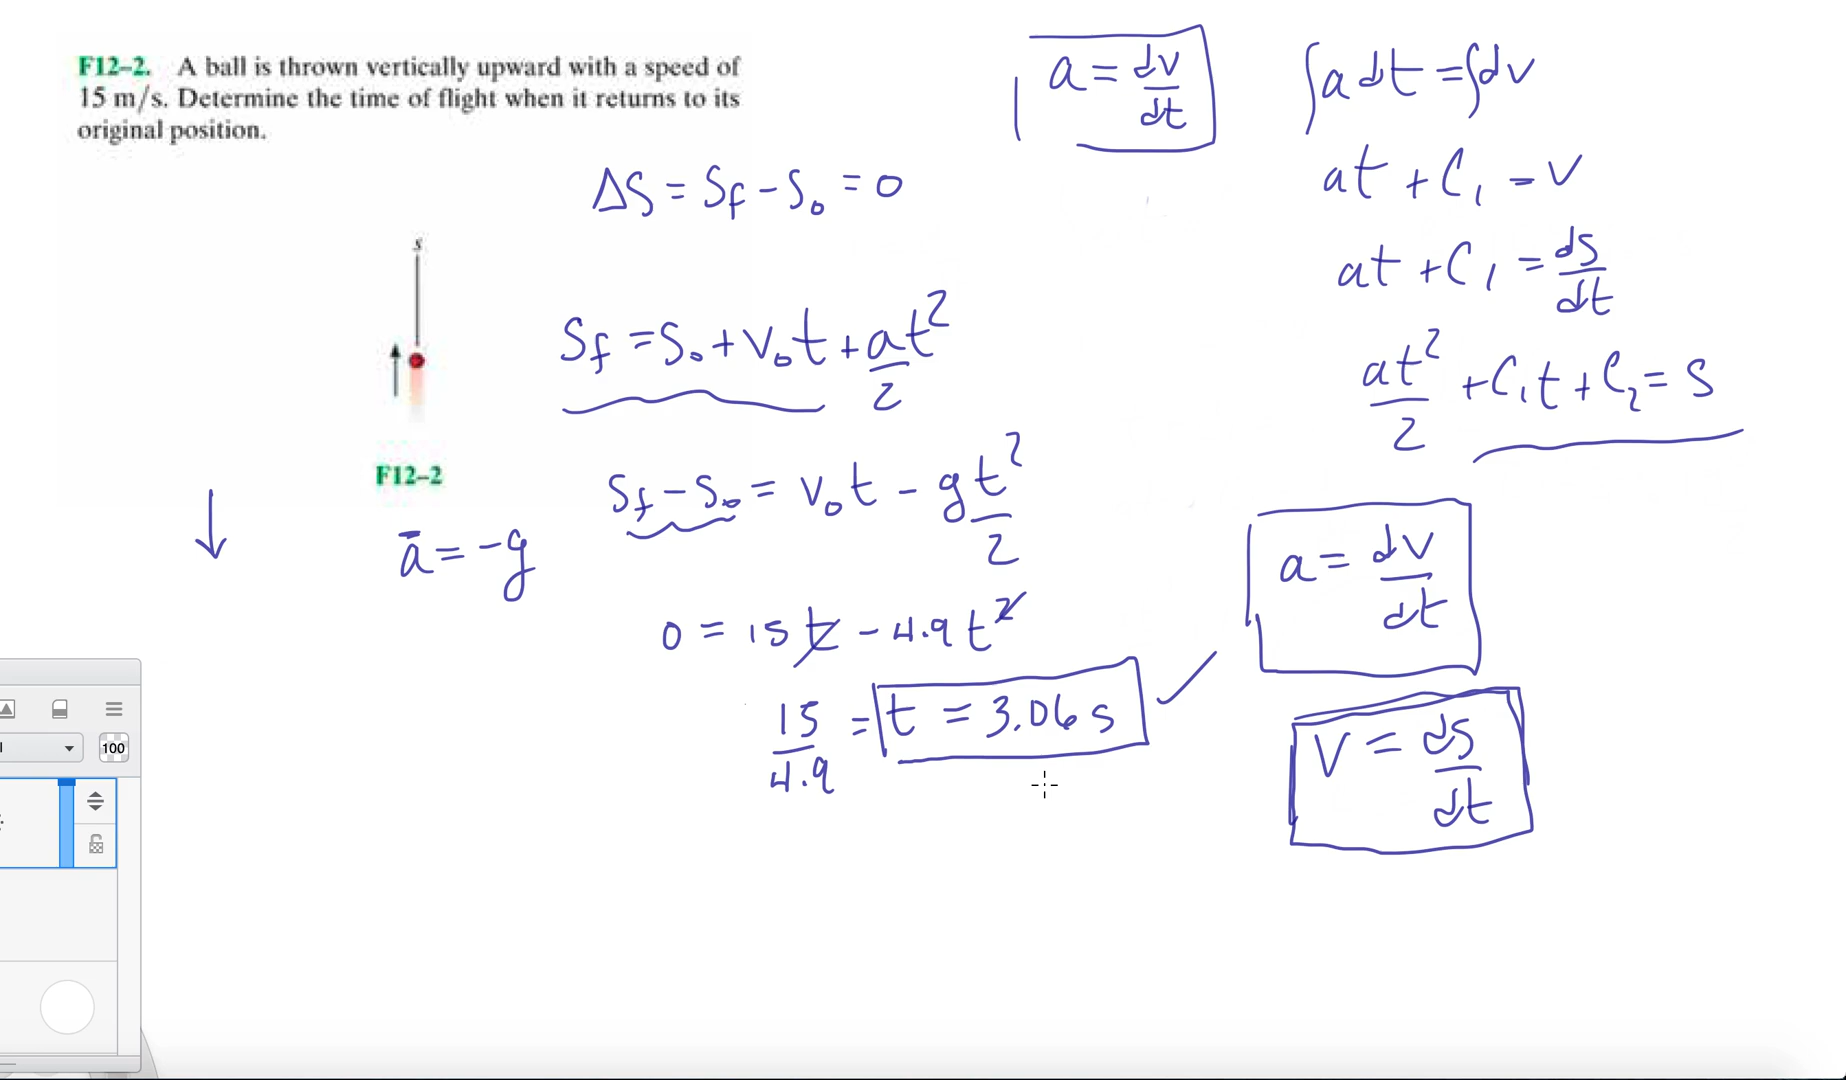 F12–2. A ball is thrown vertically upward with a speed of
15 m/s. Determine the time of flight when it returns to its
original position.
s
F12–2
ΔS = Sf - S₀ = 0
Sf = S₀ + V₀t + at²/2
Sf - S₀ = V₀t - gt²/2
ā = -g
0 = 15t - 4.9t²
15/4.9 = t = 3.06 s ✓
a = dv/dt
∫a dt = ∫dv
at + C₁ = V
at + C₁ = ds/dt
at²/2 + C₁t + C₂ = S
a = dv/dt
V = ds/dt
100